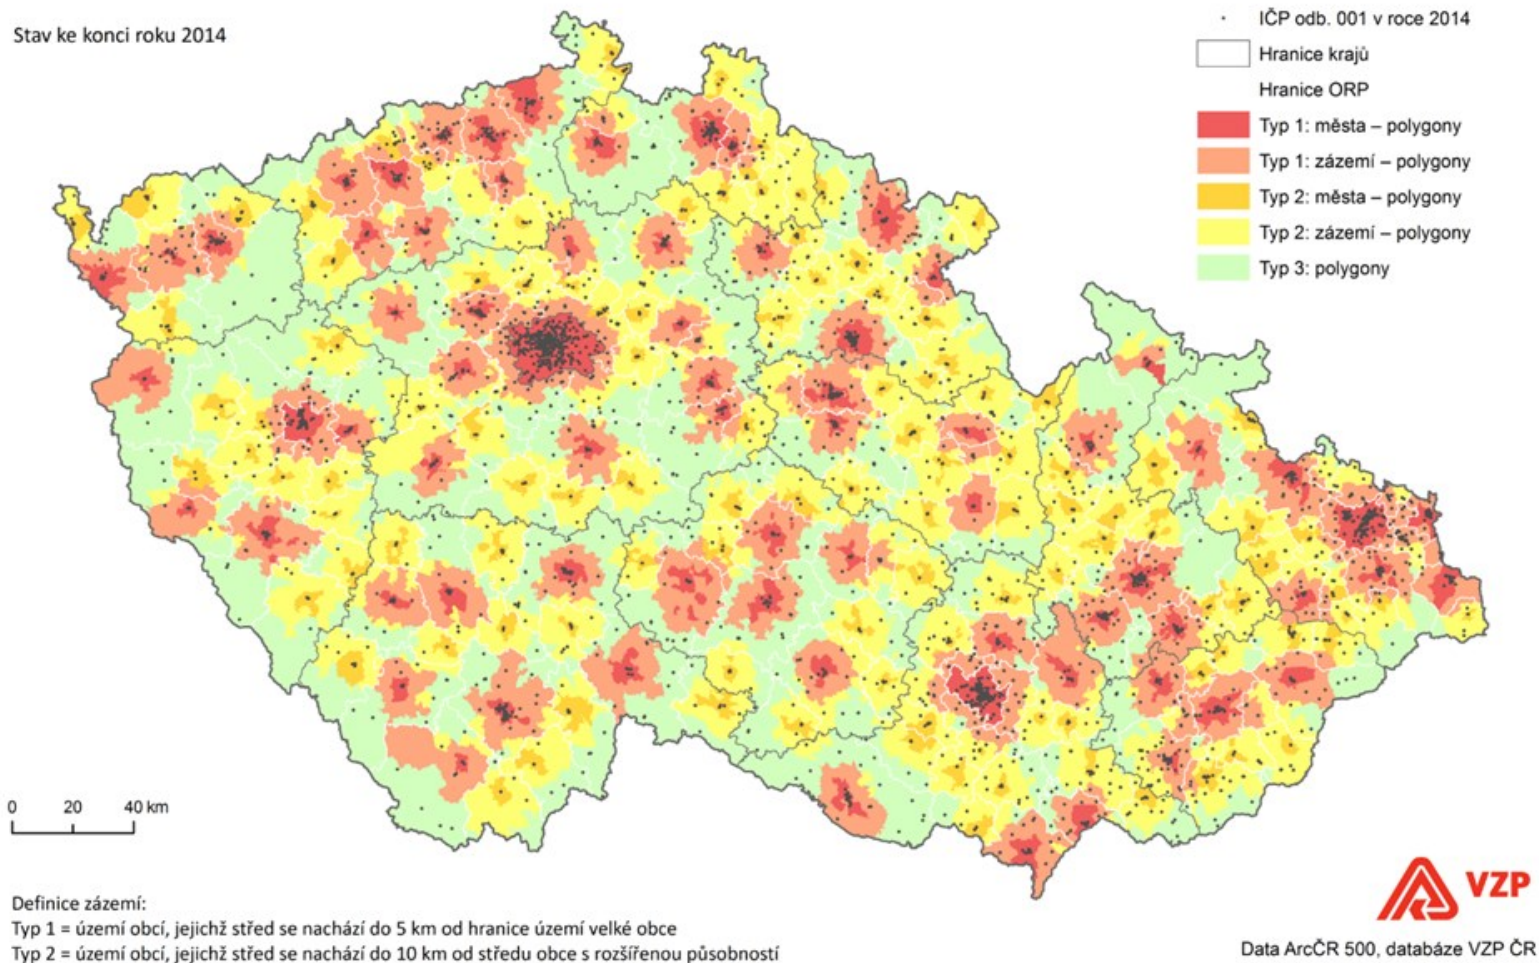 Stav ke konci roku 2014
IČP odb. 001 v roce 2014
Hranice krajů
Hranice ORP
Typ 1: města – polygony
Typ 1: zázemí – polygony
Typ 2: města – polygony
Typ 2: zázemí – polygony
Typ 3: polygony
0 20 40 km
Definice zázemí:
Typ 1 = území obcí, jejichž střed se nachází do 5 km od hranice území velké obce
Typ 2 = území obcí, jejichž střed se nachází do 10 km od středu obce s rozšířenou působností
VZP
Data ArcČR 500, databáze VZP ČR